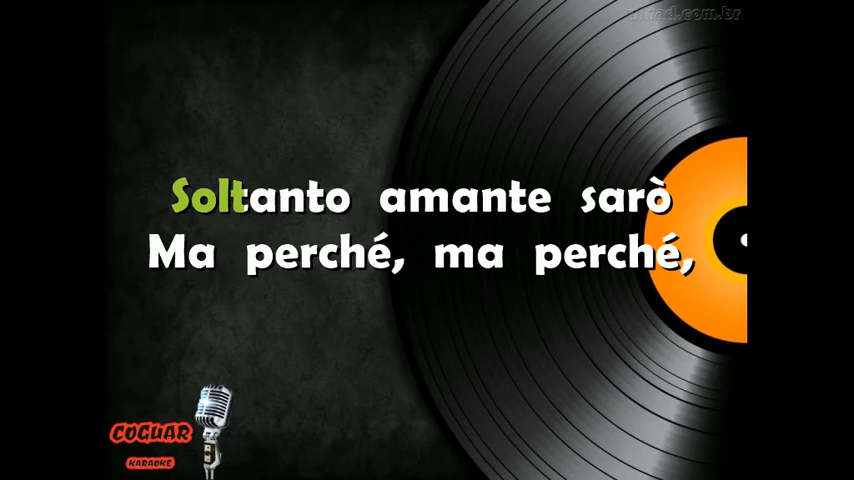 Soltanto amante sarò
Ma perché, ma perché,
COGUAR
KARAOKE